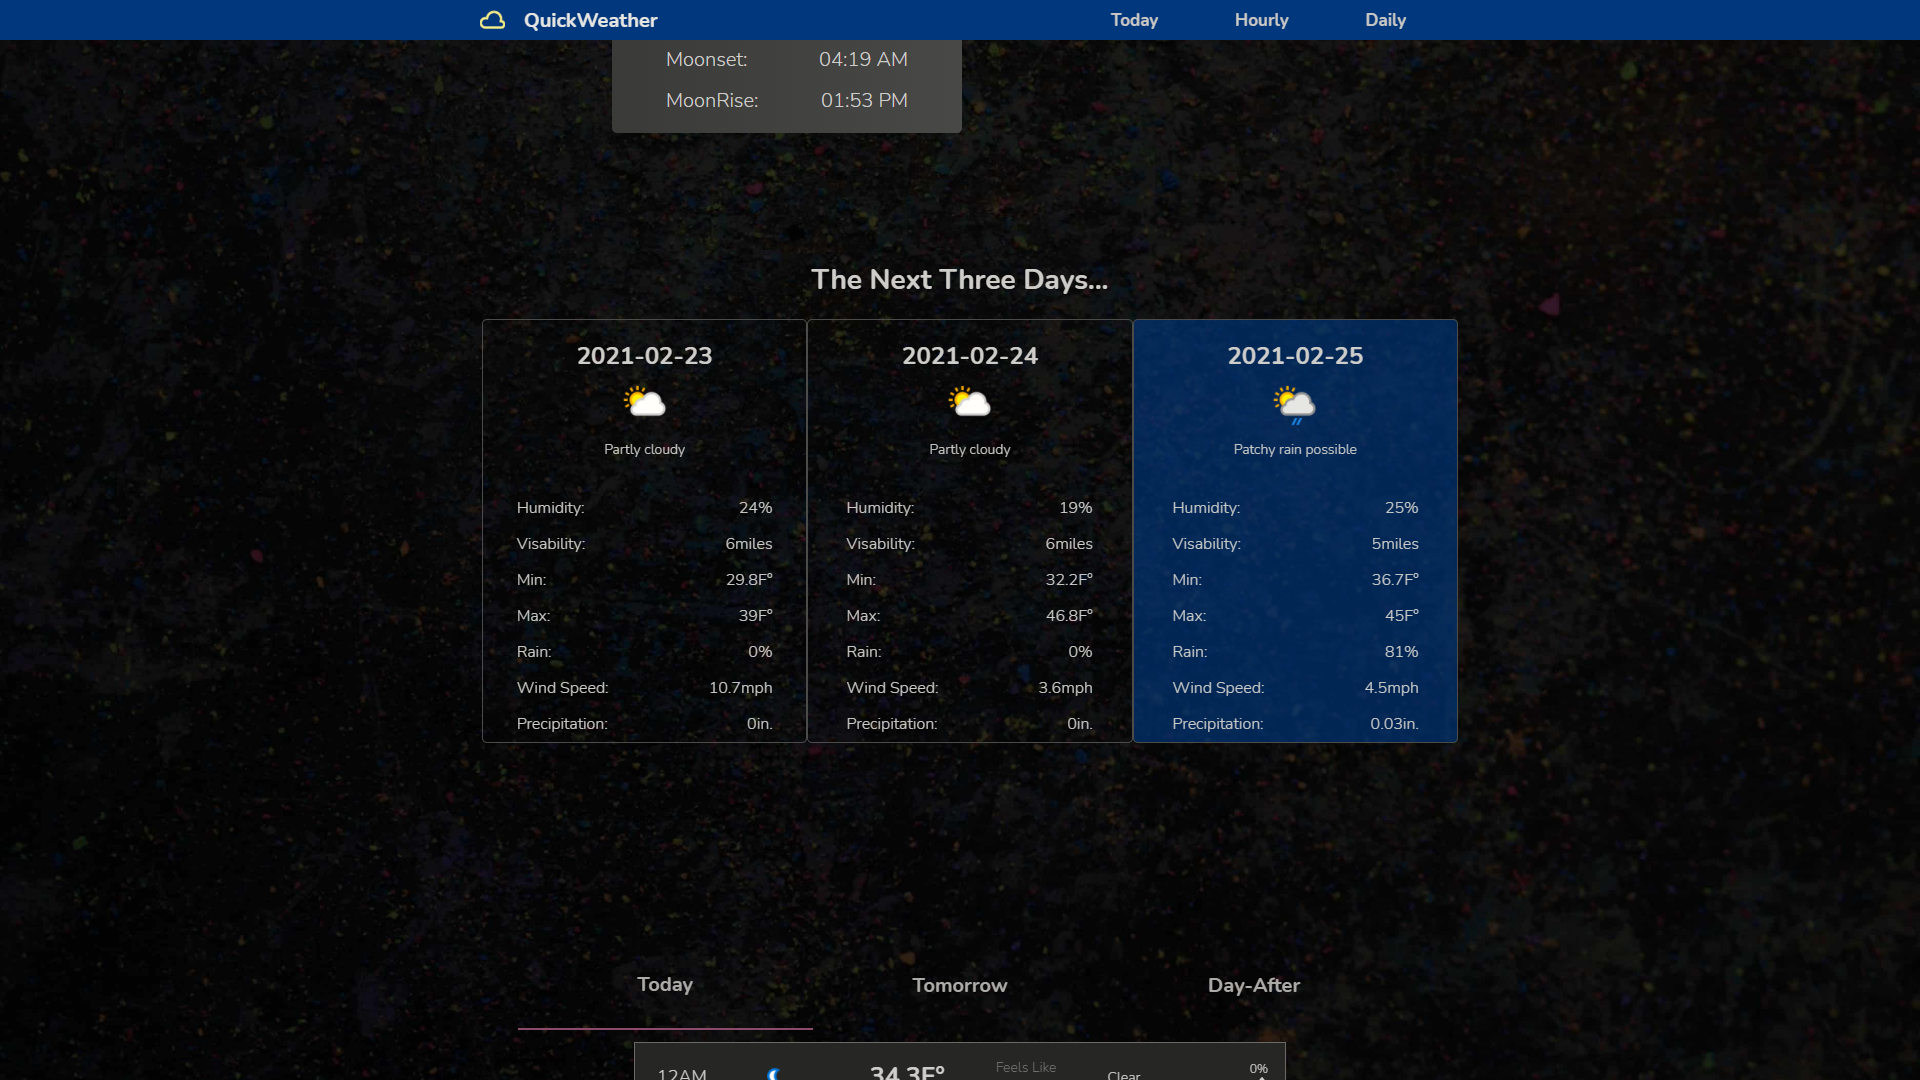 QuickWeather Today Hourly Daily
Moonset: 04:19 AM
MoonRise: 01:53 PM
The Next Three Days...
2021-02-23 2021-02-24 2021-02-25
Partly cloudy Partly cloudy Patchy rain possible
Humidity: 24% Humidity: 19% Humidity: 25%
Visability: 6miles Visability: 6miles Visability: 5miles
Min: 29.8F° Min: 32.2F° Min: 36.7F°
Max: 39F° Max: 46.8F° Max: 45F°
Rain: 0% Rain: 0% Rain: 81%
Wind Speed: 10.7mph Wind Speed: 3.6mph Wind Speed: 4.5mph
Precipitation: 0in. Precipitation: 0in. Precipitation: 0.03in.
Today Tomorrow Day-After
12AM 34.3F° Feels Like Clear 0%